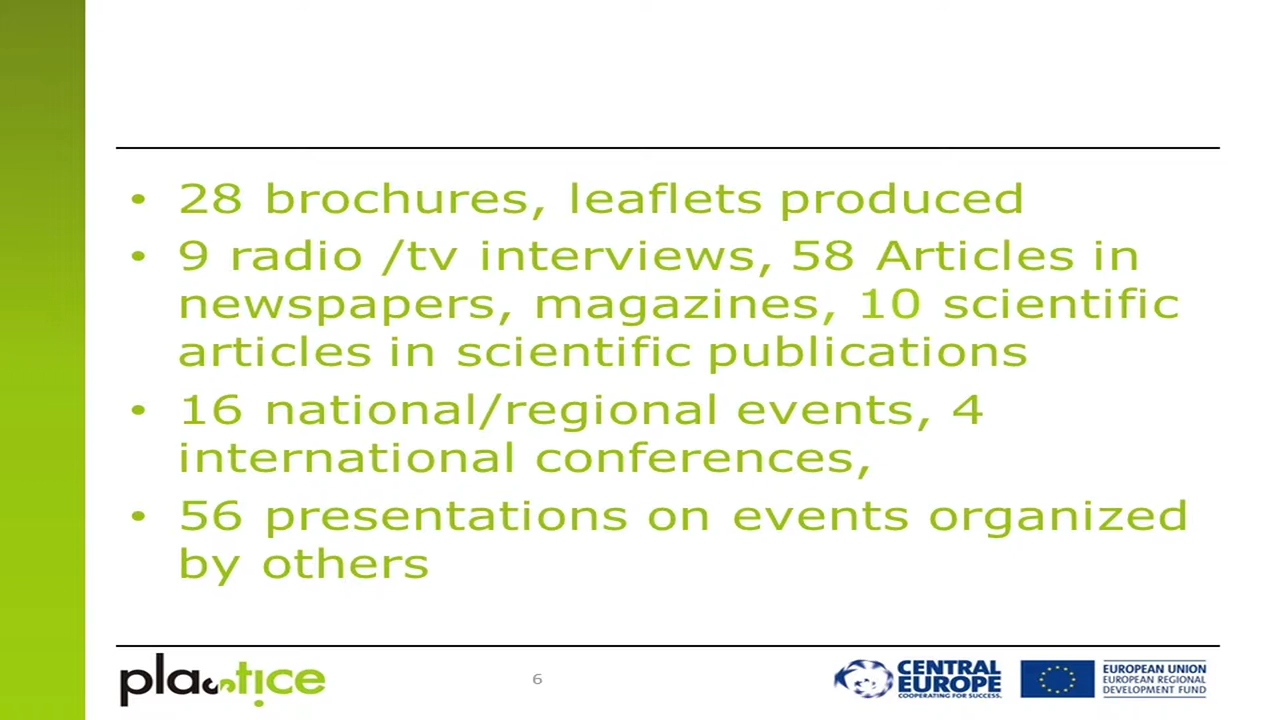 • 28 brochures, leaflets produced
• 9 radio /tv interviews, 58 Articles in
newspapers, magazines, 10 scientific
articles in scientific publications
• 16 national/regional events, 4
international conferences,
• 56 presentations on events organized
by others
plastice
6
CENTRAL
EUROPE
COOPERATING FOR SUCCESS.
EUROPEAN UNION
EUROPEAN REGIONAL
DEVELOPMENT FUND